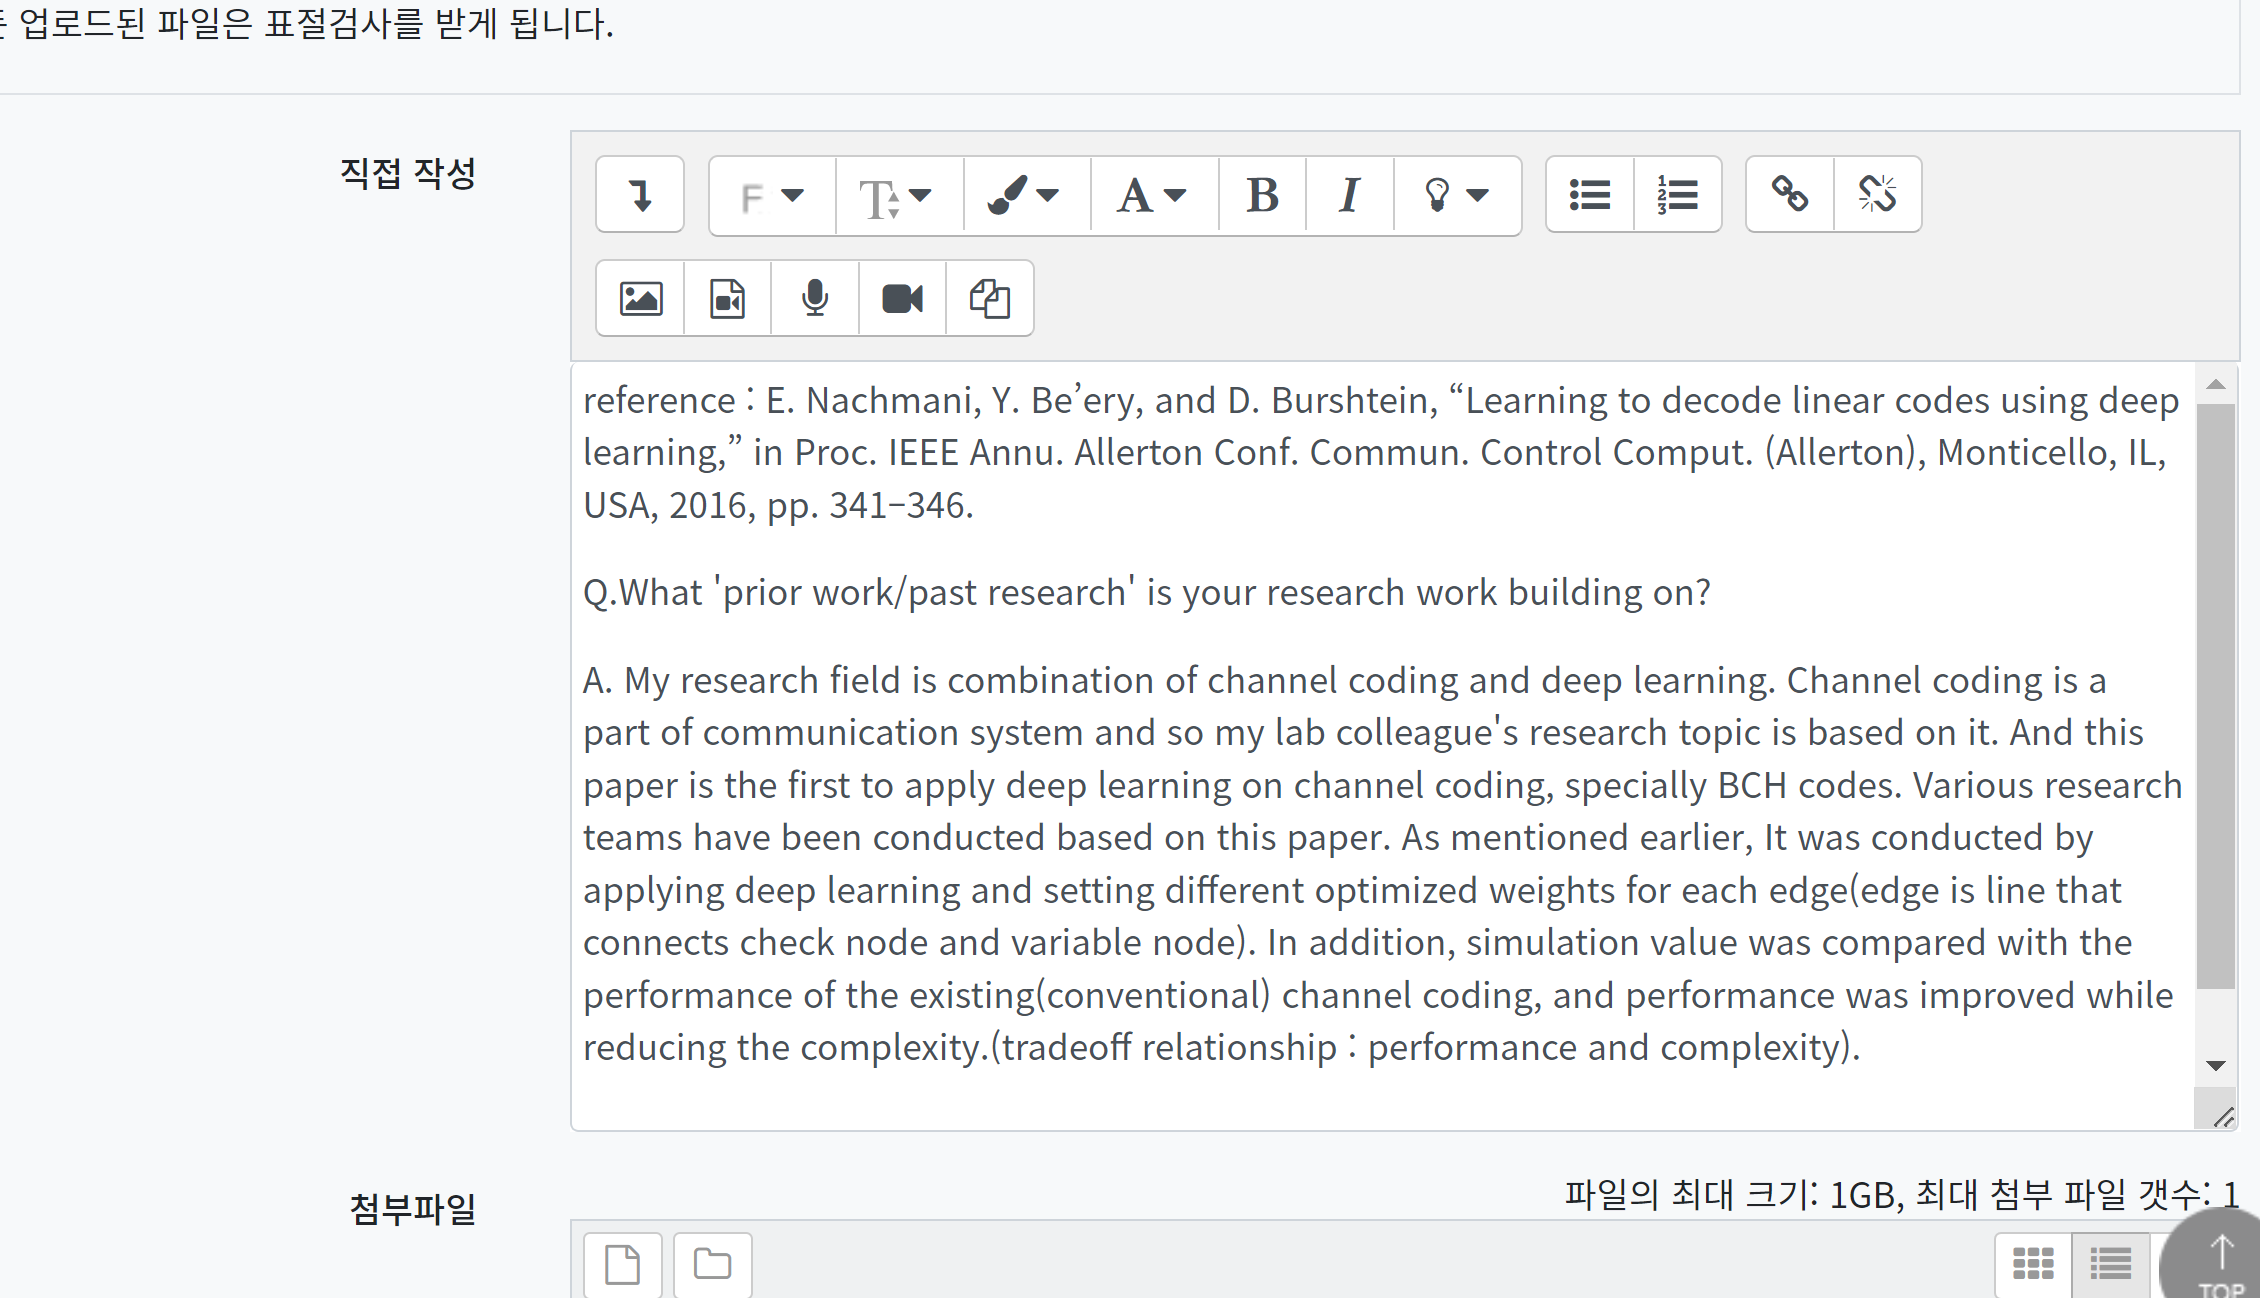 업로드된 파일은 표절검사를 받게 됩니다.
직접 작성
reference : E. Nachmani, Y. Be’ery, and D. Burshtein, “Learning to decode linear codes using deep
learning,” in Proc. IEEE Annu. Allerton Conf. Commun. Control Comput. (Allerton), Monticello, IL,
USA, 2016, pp. 341–346.
Q.What 'prior work/past research' is your research work building on?
A. My research field is combination of channel coding and deep learning. Channel coding is a
part of communication system and so my lab colleague's research topic is based on it. And this
paper is the first to apply deep learning on channel coding, specially BCH codes. Various research
teams have been conducted based on this paper. As mentioned earlier, It was conducted by
applying deep learning and setting different optimized weights for each edge(edge is line that
connects check node and variable node). In addition, simulation value was compared with the
performance of the existing(conventional) channel coding, and performance was improved while
reducing the complexity.(tradeoff relationship : performance and complexity).
파일의 최대 크기: 1GB, 최대 첨부 파일 갯수: 1
첨부파일
TOP